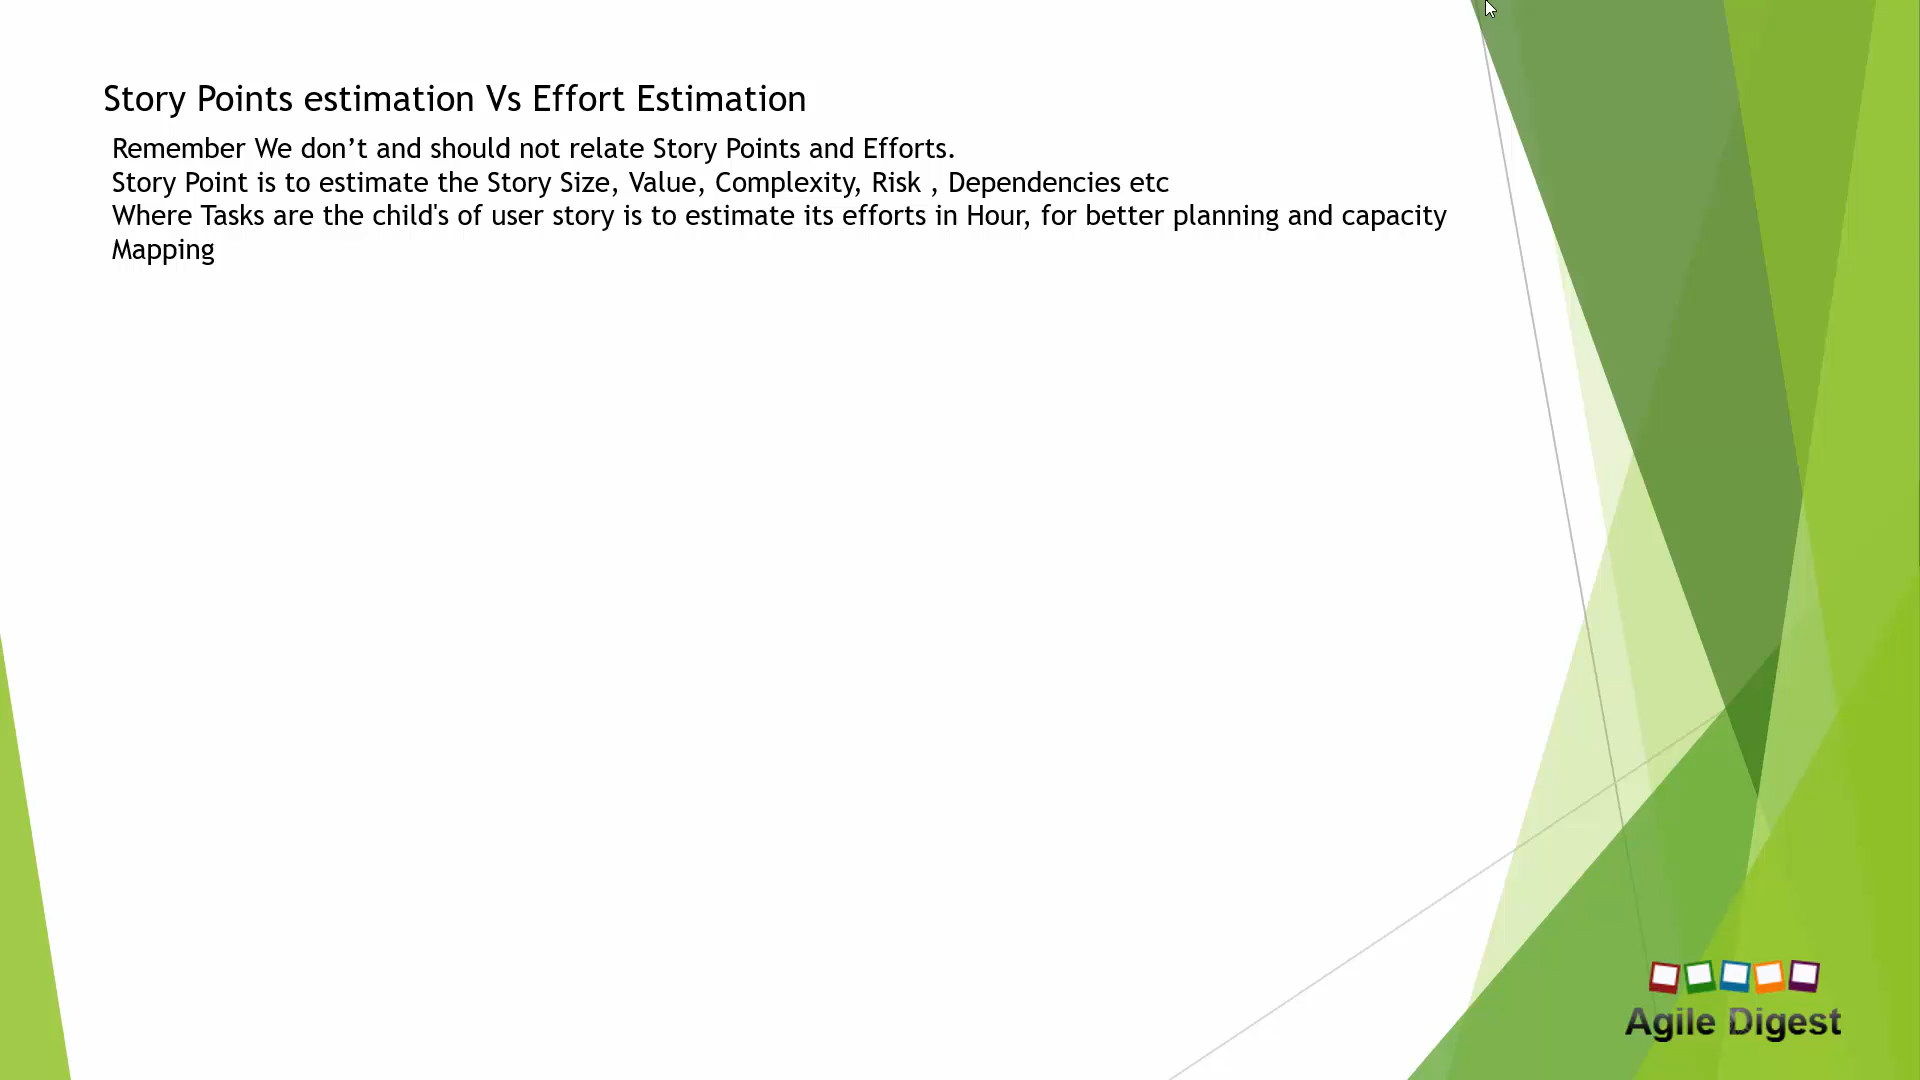 Story Points estimation Vs Effort Estimation
Remember We don’t and should not relate Story Points and Efforts.
Story Point is to estimate the Story Size, Value, Complexity, Risk , Dependencies etc
Where Tasks are the child's of user story is to estimate its efforts in Hour, for better planning and capacity
Mapping
Agile Digest